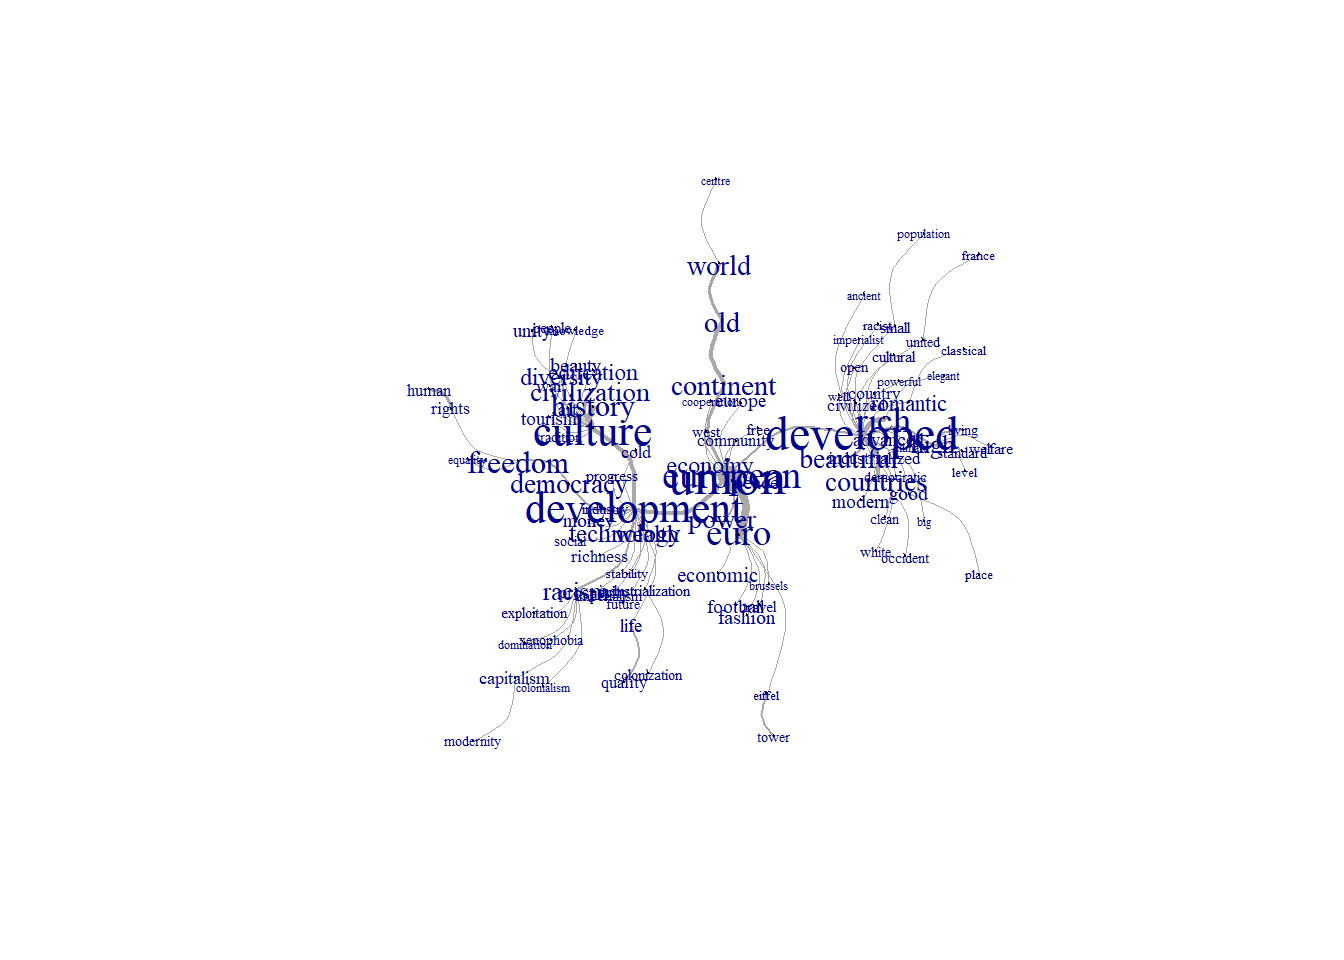 centre
population
france
world
ancient
old
racist
small
unity
people
knowledge
imperialist
united
classical
cultural
beauty
open
education
diversity
elegant
powerful
war
continent
human
civilization
well
country
cooperation
europe
romantic
civilized
art
history
rights
tourism
rich
free
living
west
culture
developed
tradition
community
advanced
high
cold
welfare
standard
equality
freedom
economy
beautiful
industrialized
level
progress
european
union
democratic
democracy
countries
good
modern
development
industry
money
power
clean
big
technology
wealth
euro
social
white
richness
occident
stability
economic
place
brussels
racism
imperialism
industrialization
future
football
travel
exploitation
fashion
life
xenophobia
domination
capitalism
quality
colonization
colonialism
eiffel
tower
modernity